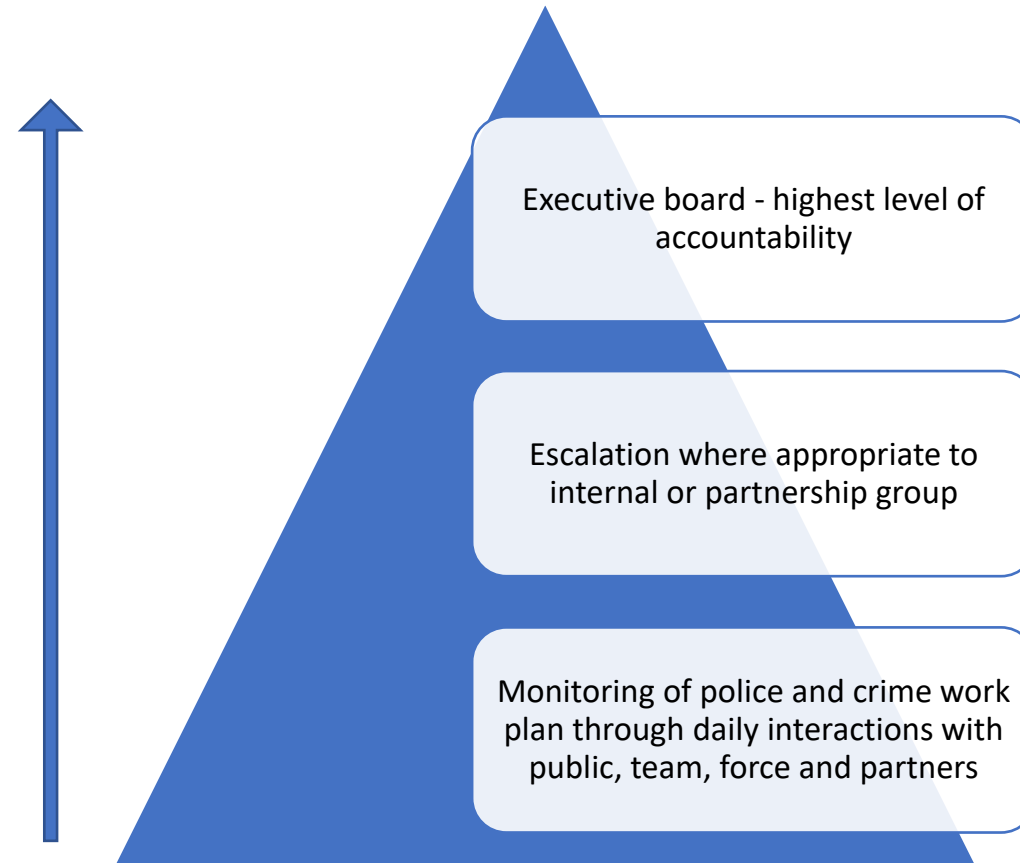 Executive board - highest level of
accountability
Escalation where appropriate to
internal or partnership group
Monitoring of police and crime work
plan through daily interactions with
public, team, force and partners